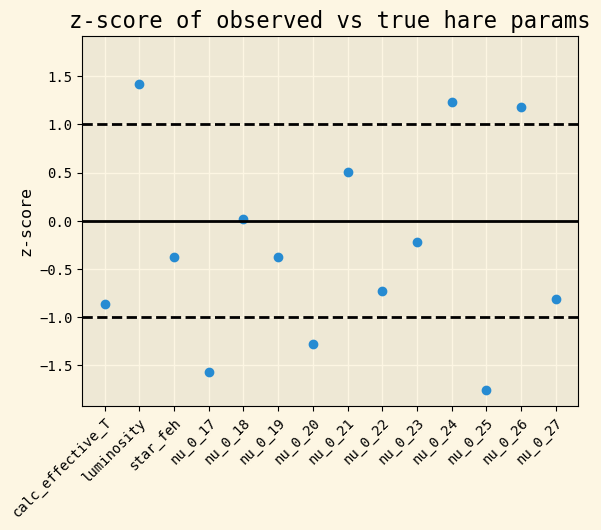 z-score of observed vs true hare params
z-score
1.5
1.0
0.5
0.0
−0.5
−1.0
−1.5
calc_effective_T
luminosity
star_feh
nu_0_17
nu_0_18
nu_0_19
nu_0_20
nu_0_21
nu_0_22
nu_0_23
nu_0_24
nu_0_25
nu_0_26
nu_0_27